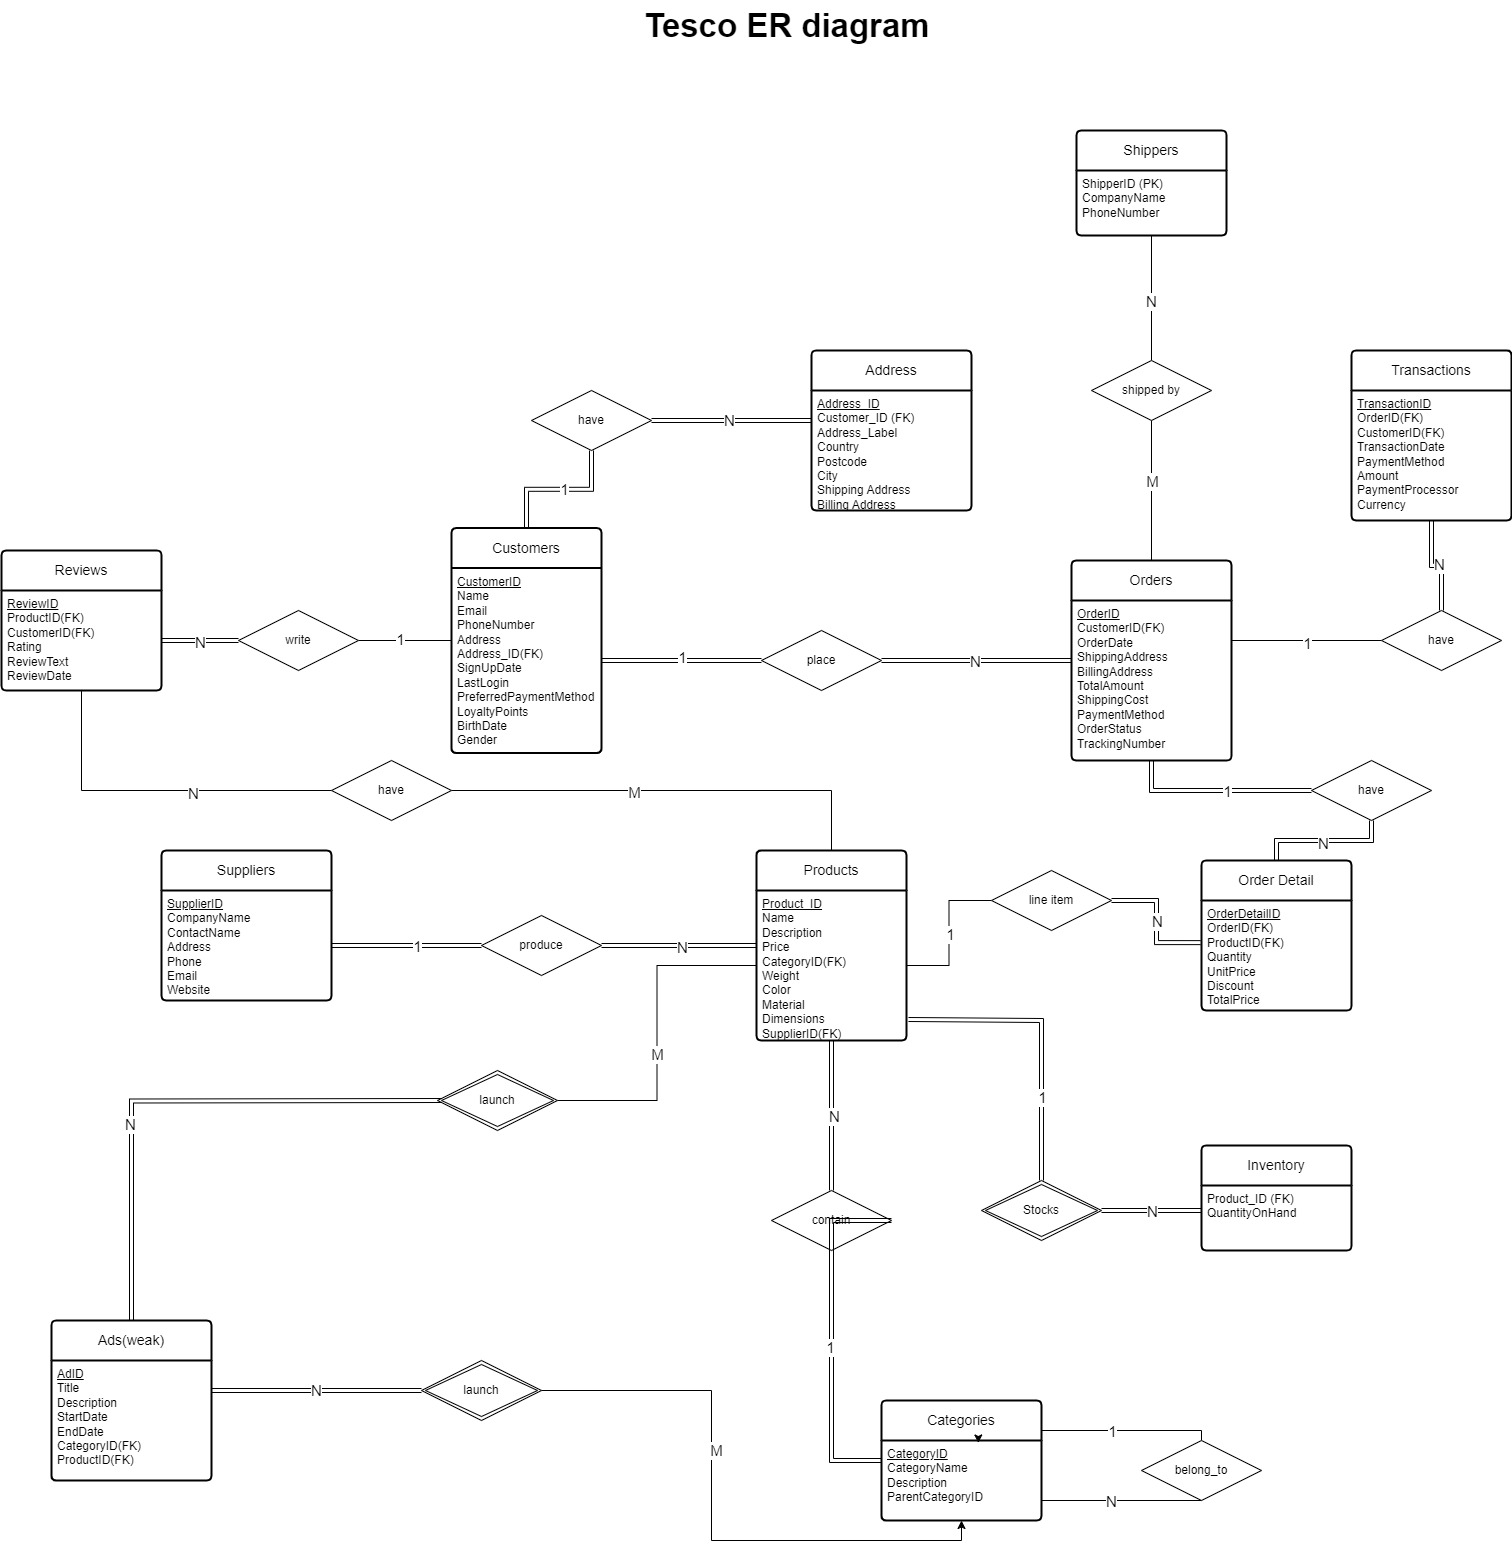 Tesco ER diagram
Shippers
ShipperID (PK)
CompanyName
PhoneNumber
N
shipped by
M
Address
Address_ID
Customer_ID (FK)
Address_Label
Country
Postcode
City
Shipping Address
Billing Address
have
N
1
Transactions
TransactionID
OrderID(FK)
CustomerID(FK)
TransactionDate
PaymentMethod
Amount
PaymentProcessor
Currency
N
have
1
Customers
CustomerID
Name
Email
PhoneNumber
Address
Address_ID(FK)
SignUpDate
LastLogin
PreferredPaymentMethod
LoyaltyPoints
BirthDate
Gender
Reviews
ReviewID
ProductID(FK)
CustomerID(FK)
Rating
ReviewText
ReviewDate
N
write
1
1
place
N
Orders
OrderID
CustomerID(FK)
OrderDate
ShippingAddress
BillingAddress
TotalAmount
ShippingCost
PaymentMethod
OrderStatus
TrackingNumber
N
have
M
1
have
N
Suppliers
SupplierID
CompanyName
ContactName
Address
Phone
Email
Website
1
produce
N
Products
Product_ID
Name
Description
Price
CategoryID(FK)
Weight
Color
Material
Dimensions
SupplierID(FK)
1
line item
N
Order Detail
OrderDetailID
OrderID(FK)
ProductID(FK)
Quantity
UnitPrice
Discount
TotalPrice
M
launch
N
N
contain
1
1
Stocks
N
Inventory
Product_ID (FK)
QuantityOnHand
Ads(weak)
AdID
Title
Description
StartDate
EndDate
CategoryID(FK)
ProductID(FK)
N
launch
M
Categories
CategoryID
CategoryName
Description
ParentCategoryID
1
belong_to
N